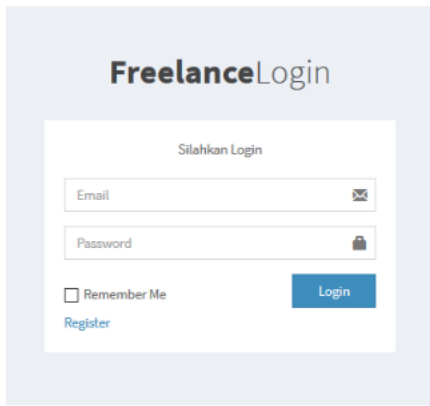 FreelanceLogin
Silahkan Login
Email
Password
Remember Me
Login
Register